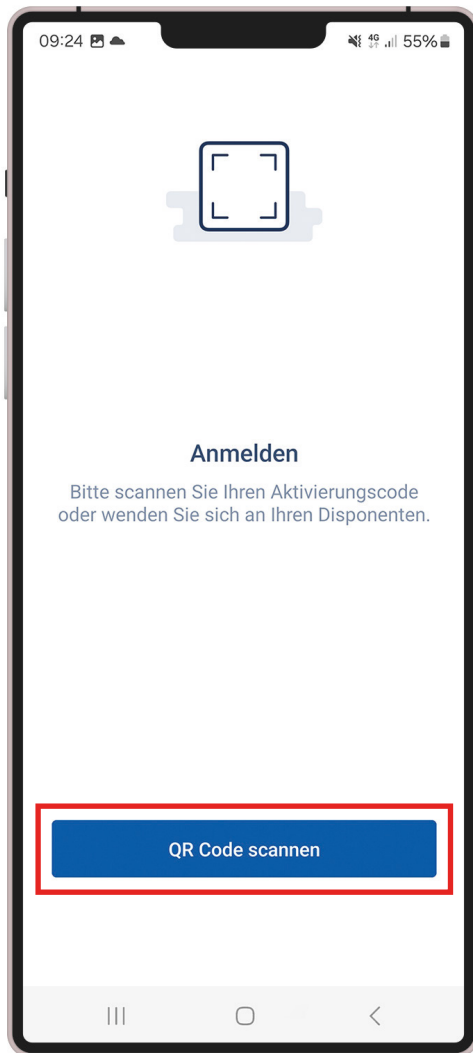 09:24
4G
55%
Anmelden
Bitte scannen Sie Ihren Aktivierungscode
oder wenden Sie sich an Ihren Disponenten.
QR Code scannen